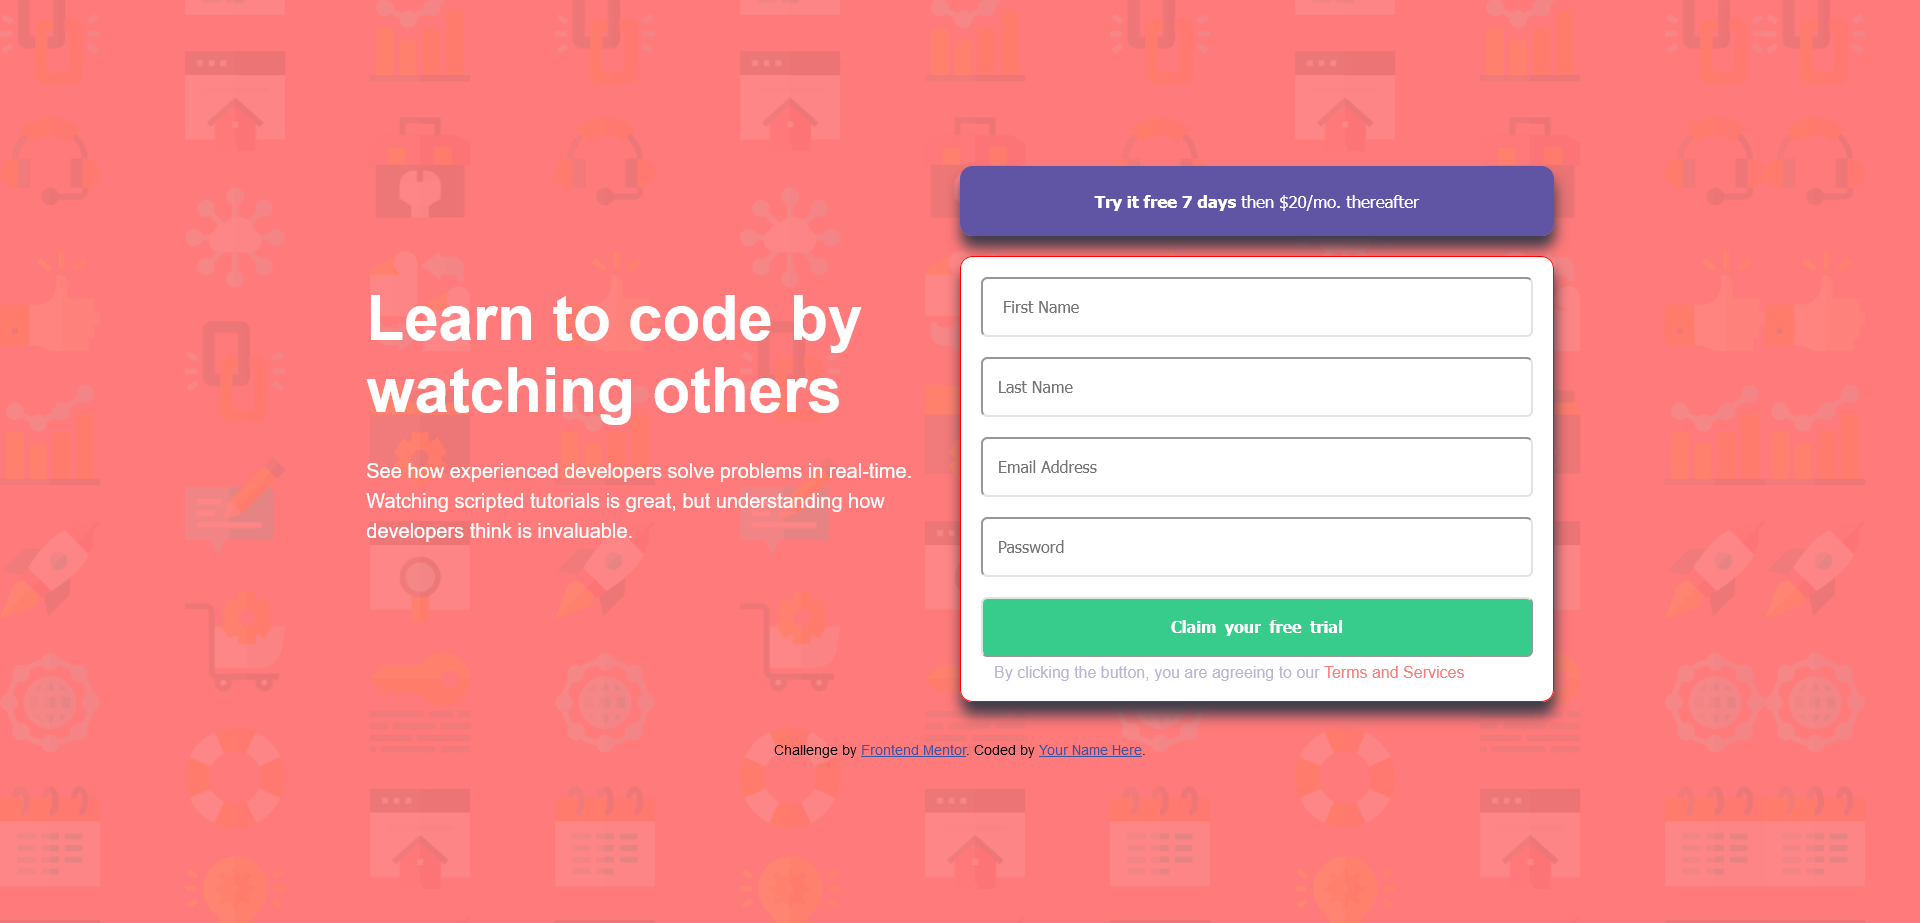 Learn to code by
watching others
See how experienced developers solve problems in real-time.
Watching scripted tutorials is great, but understanding how
developers think is invaluable.
Try it free 7 days then $20/mo. thereafter
First Name
Last Name
Email Address
Password
Claim your free trial
By clicking the button, you are agreeing to our Terms and Services
Challenge by Frontend Mentor. Coded by Your Name Here.